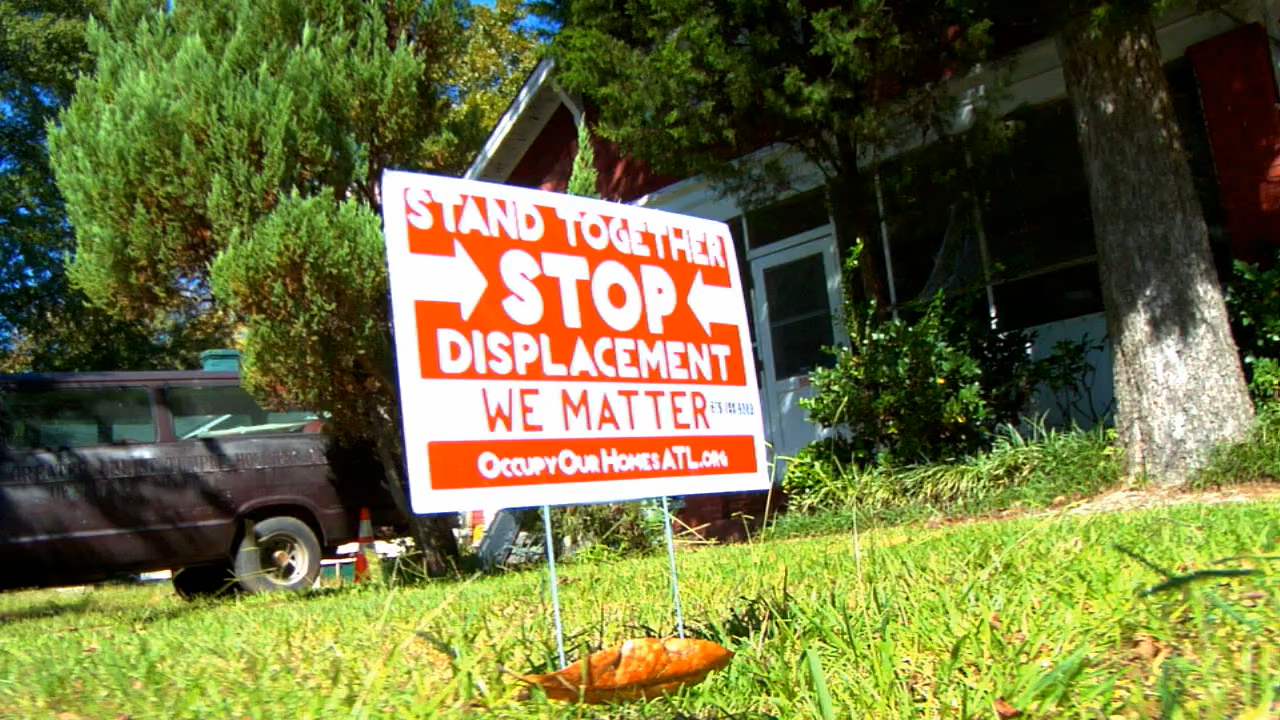 STAND TOGETHER
STOP
DISPLACEMENT
WE MATTER
OCCUPYOURHOMESATL.ORG